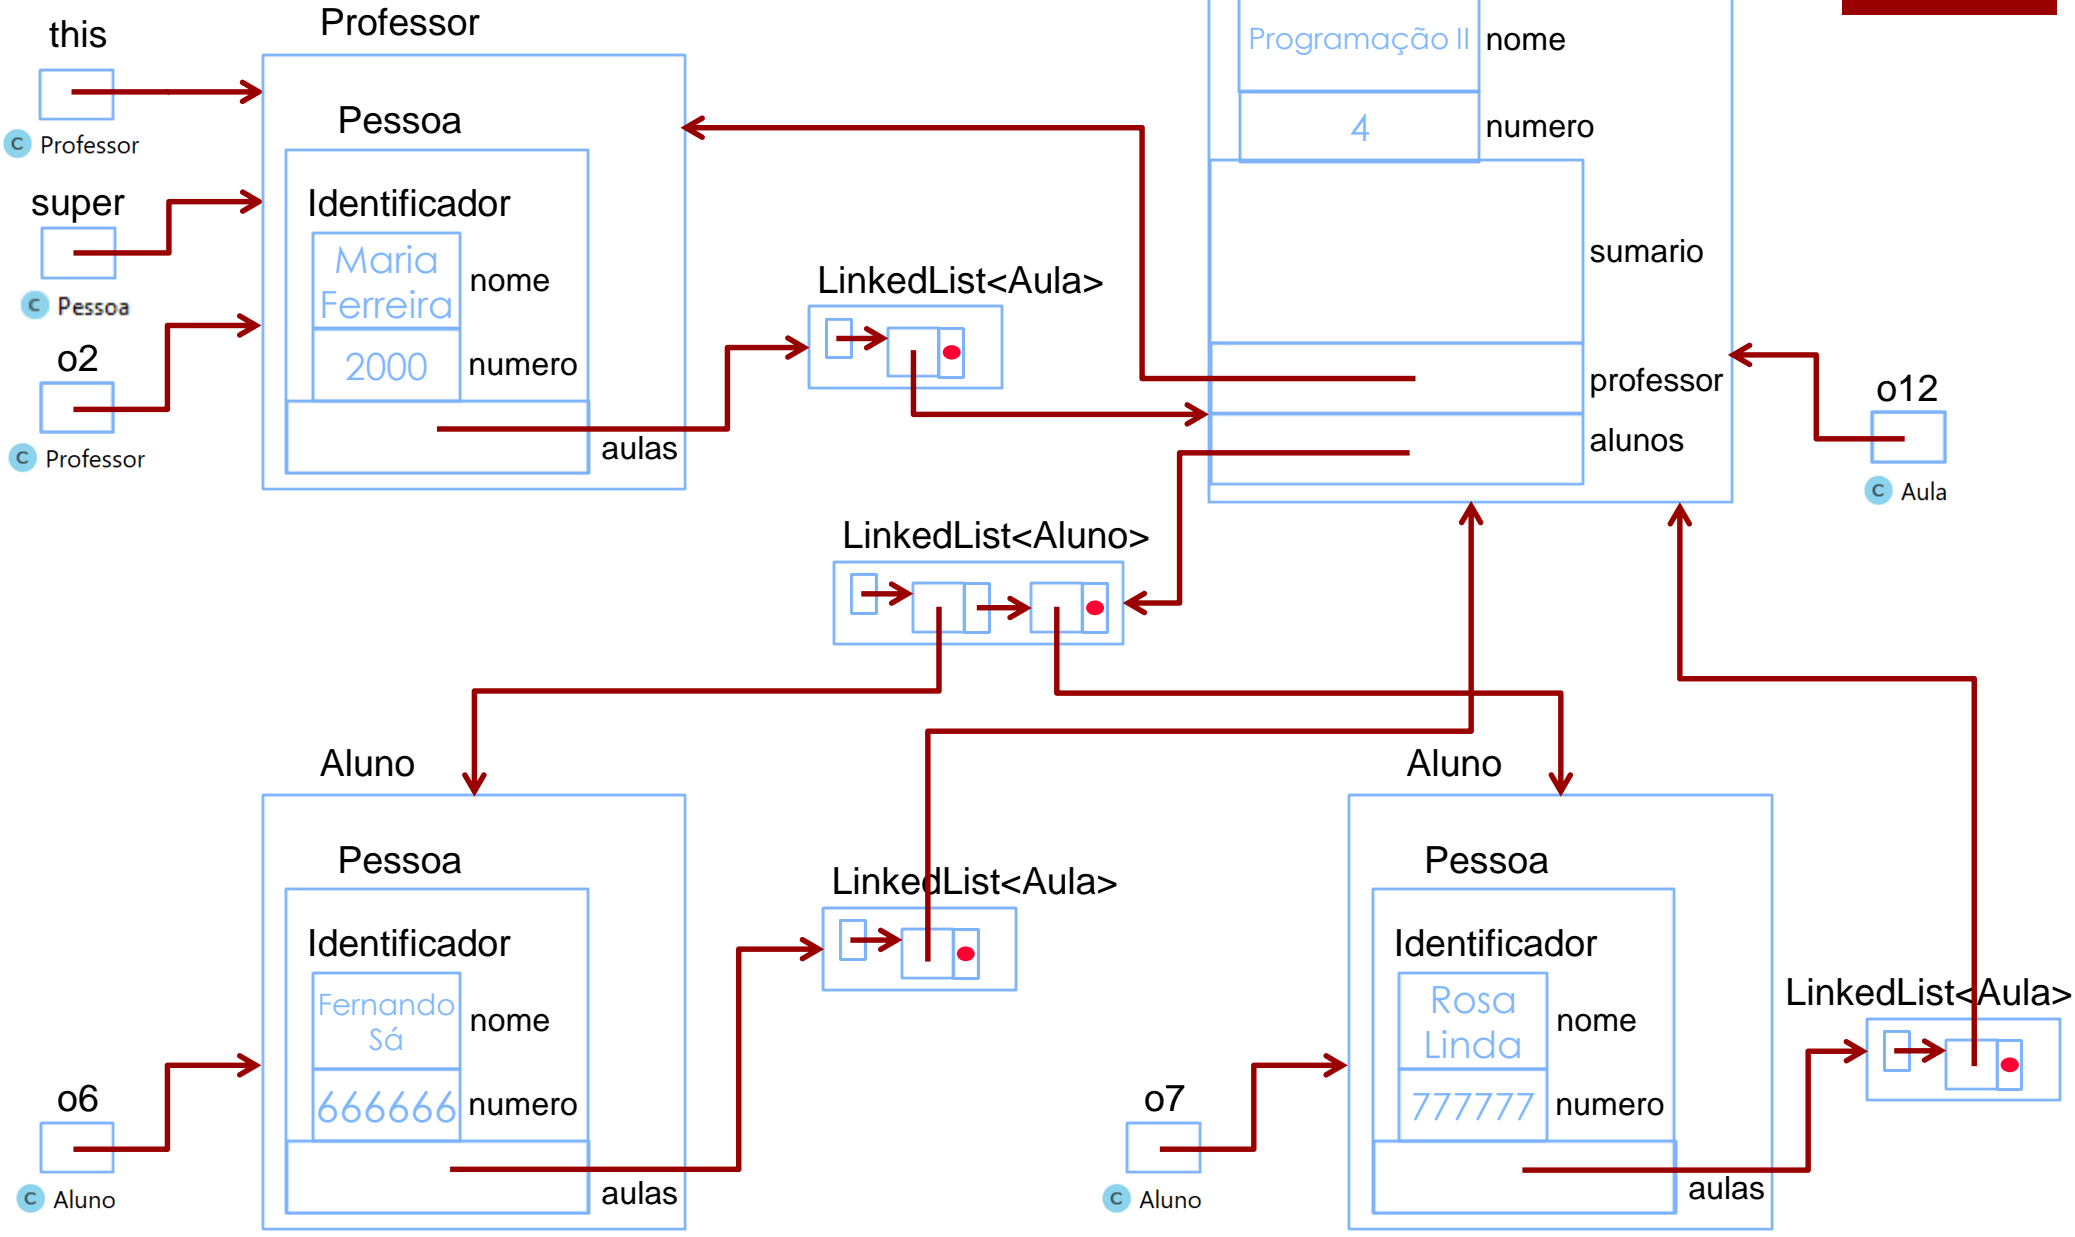 this
C Professor
super
C Pessoa
o2
C Professor
Professor
Pessoa
Identificador
Maria
Ferreira
nome
2000
numero
aulas
LinkedList<Aula>
Programação II
nome
4
numero
sumario
professor
alunos
o12
C Aula
LinkedList<Aluno>
Aluno
Pessoa
Identificador
Fernando
Sá
nome
666666
numero
aulas
o6
C Aluno
LinkedList<Aula>
Aluno
Pessoa
Identificador
Rosa
Linda
nome
777777
numero
aulas
o7
C Aluno
LinkedList<Aula>